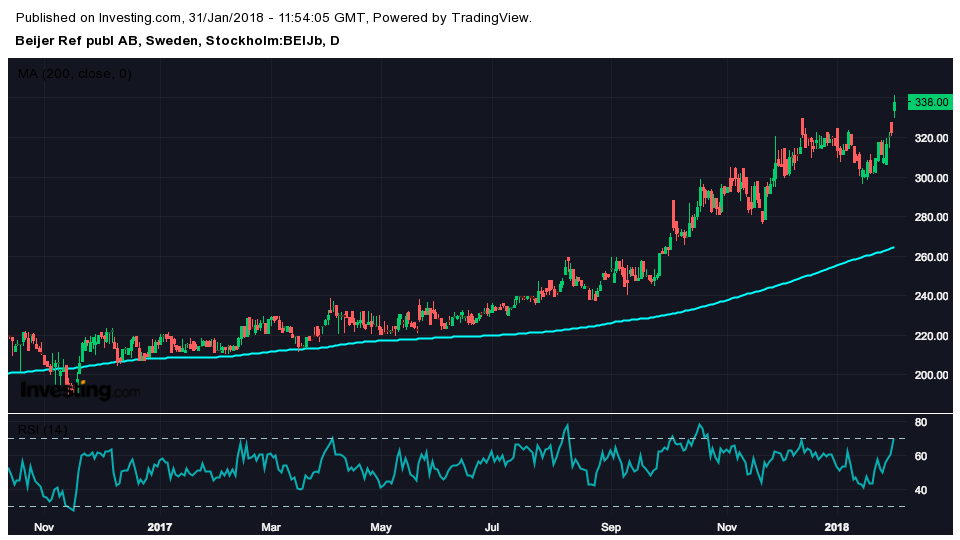 Published on Investing.com, 31/Jan/2018 - 11:54:05 GMT, Powered by TradingView.
Beijer Ref publ AB, Sweden, Stockholm:BEIJb, D
MA (200, close, 0)
338.00
320.00
300.00
280.00
260.00
240.00
220.00
200.00
Investing.com
RSI (14)
80
60
40
Nov 2017 Mar May Jul Sep Nov 2018